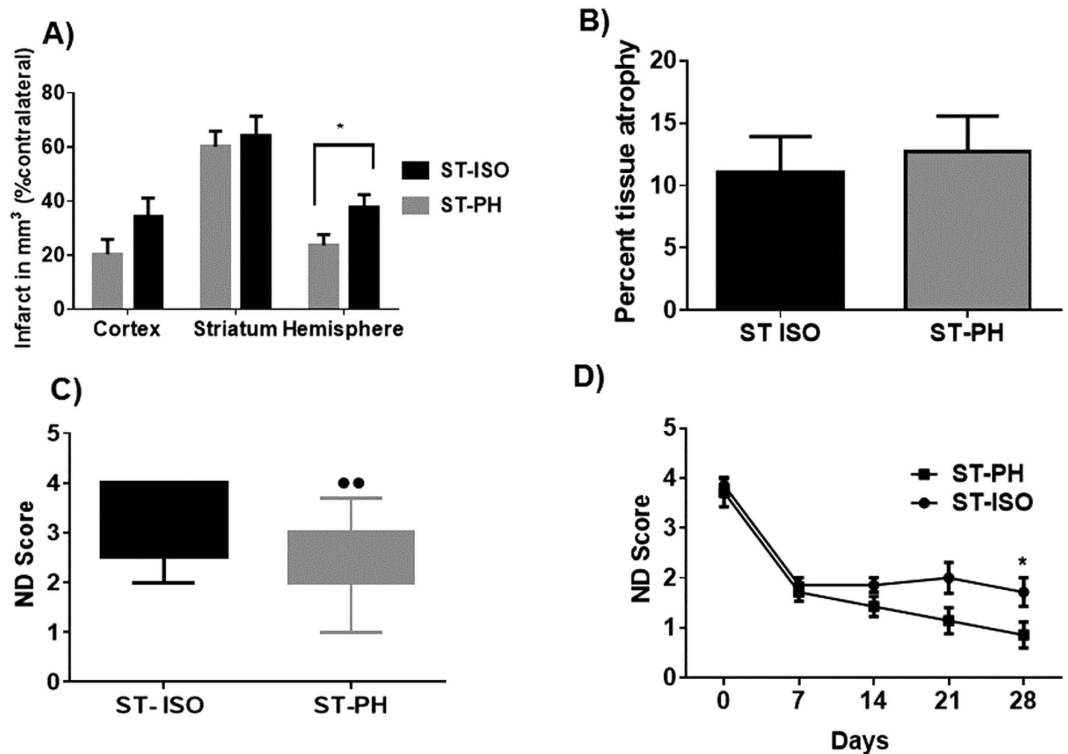 A)
Infarct in mm³ (%contralateral)
80
60
40
20
0
*
Cortex Striatum Hemisphere
ST-ISO
ST-PH
B)
Percent tissue atrophy
20
15
10
5
0
ST ISO ST-PH
C)
ND Score
5
4
3
2
1
0
ST- ISO ST-PH
D)
ND Score
5
4
3
2
1
0
ST-PH
ST-ISO
*
0 7 14 21 28
Days